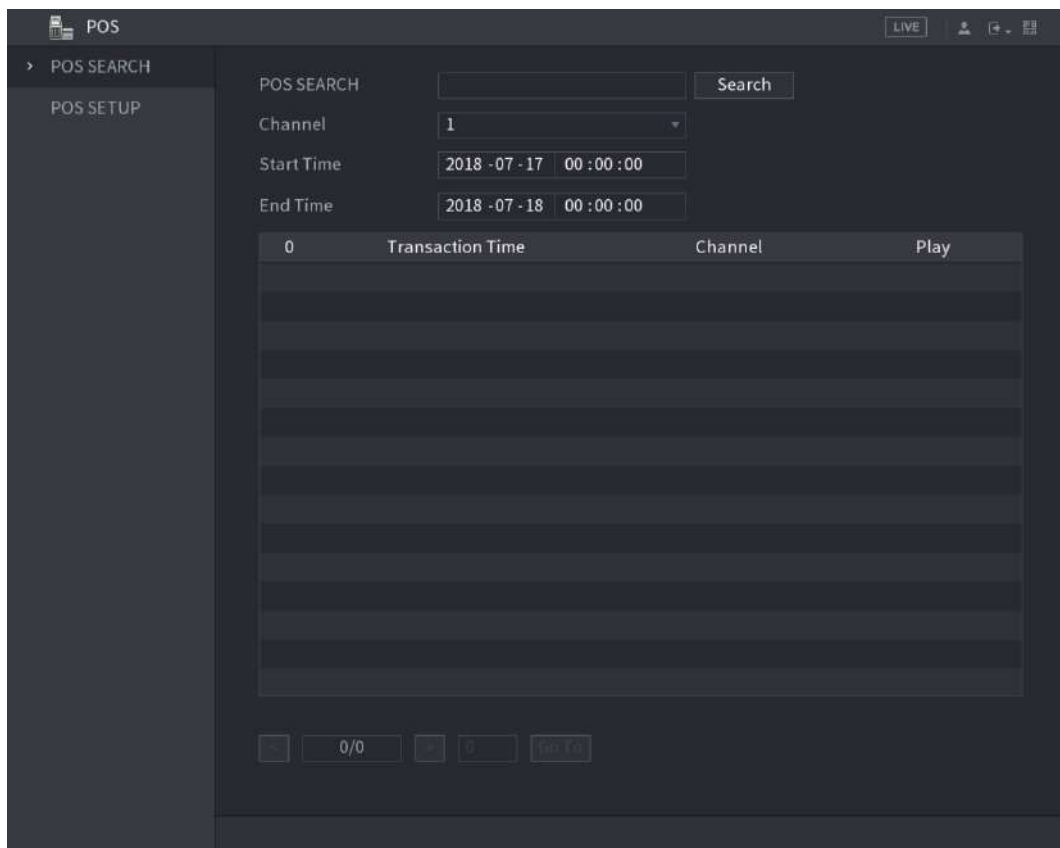 POS LIVE
POS SEARCH
POS SETUP
POS SEARCH Search
Channel 1
Start Time 2018 -07 -17 00 :00 :00
End Time 2018 -07 -18 00 :00 :00
0 Transaction Time Channel Play
< 0/0 > 0 Go To